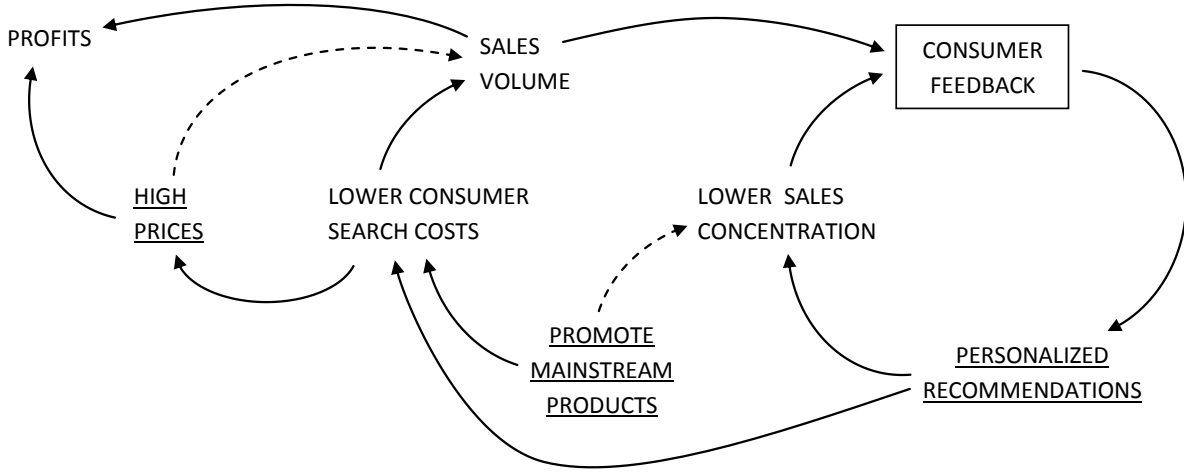 PROFITS
SALES
VOLUME
CONSUMER
FEEDBACK
HIGH
PRICES
LOWER CONSUMER
SEARCH COSTS
LOWER SALES
CONCENTRATION
PROMOTE
MAINSTREAM
PRODUCTS
PERSONALIZED
RECOMMENDATIONS